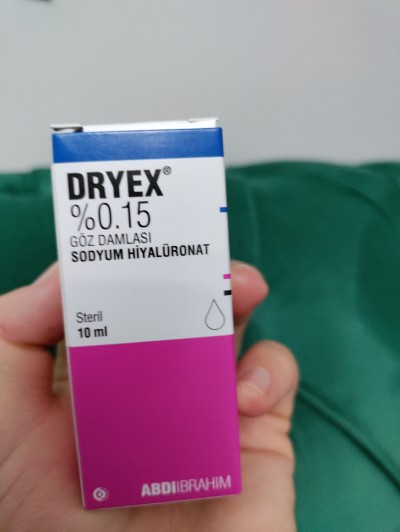 DRYEX®
%0.15
GÖZ DAMLASI
SODYUM HİYALÜRONAT
Steril
10 ml
ABDİİBRAHİM